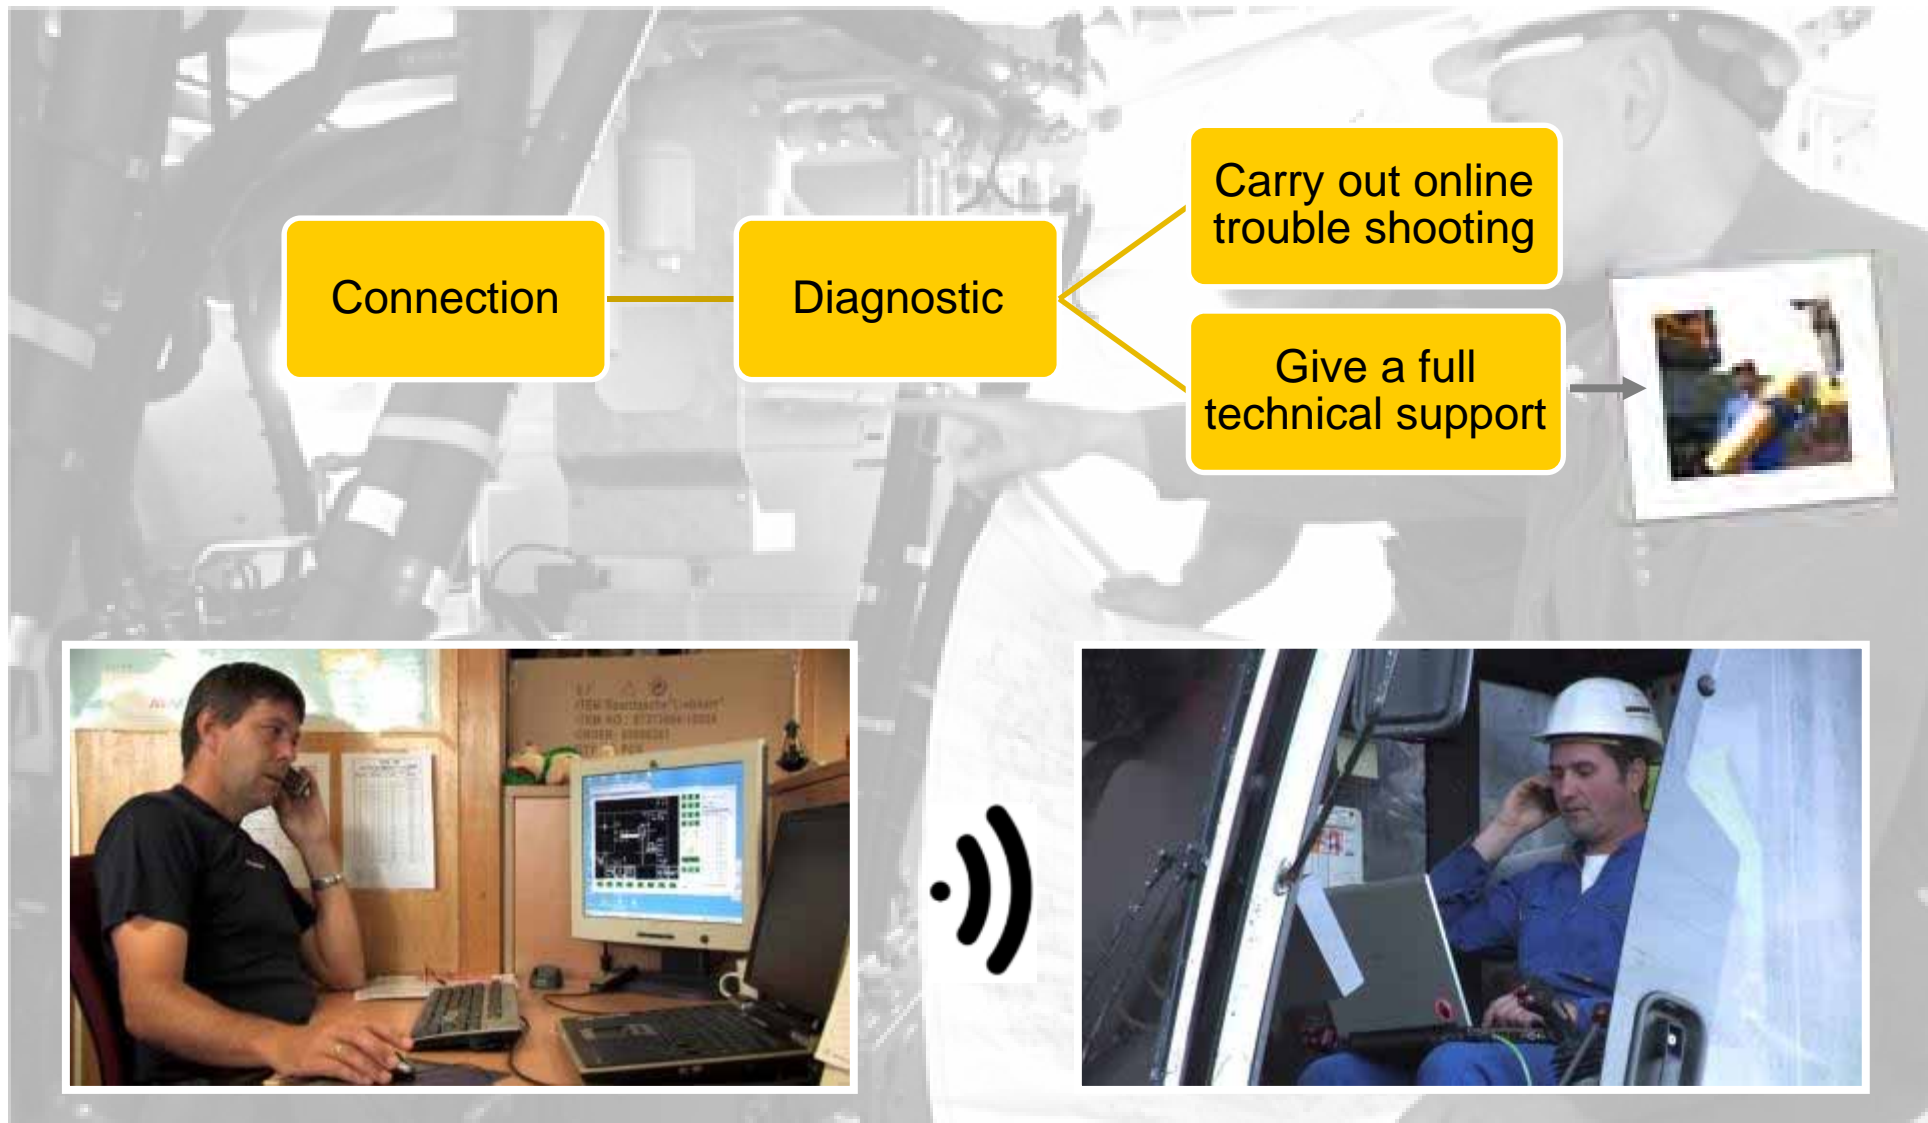 Carry out online
trouble shooting
Connection
Diagnostic
Give a full
technical support